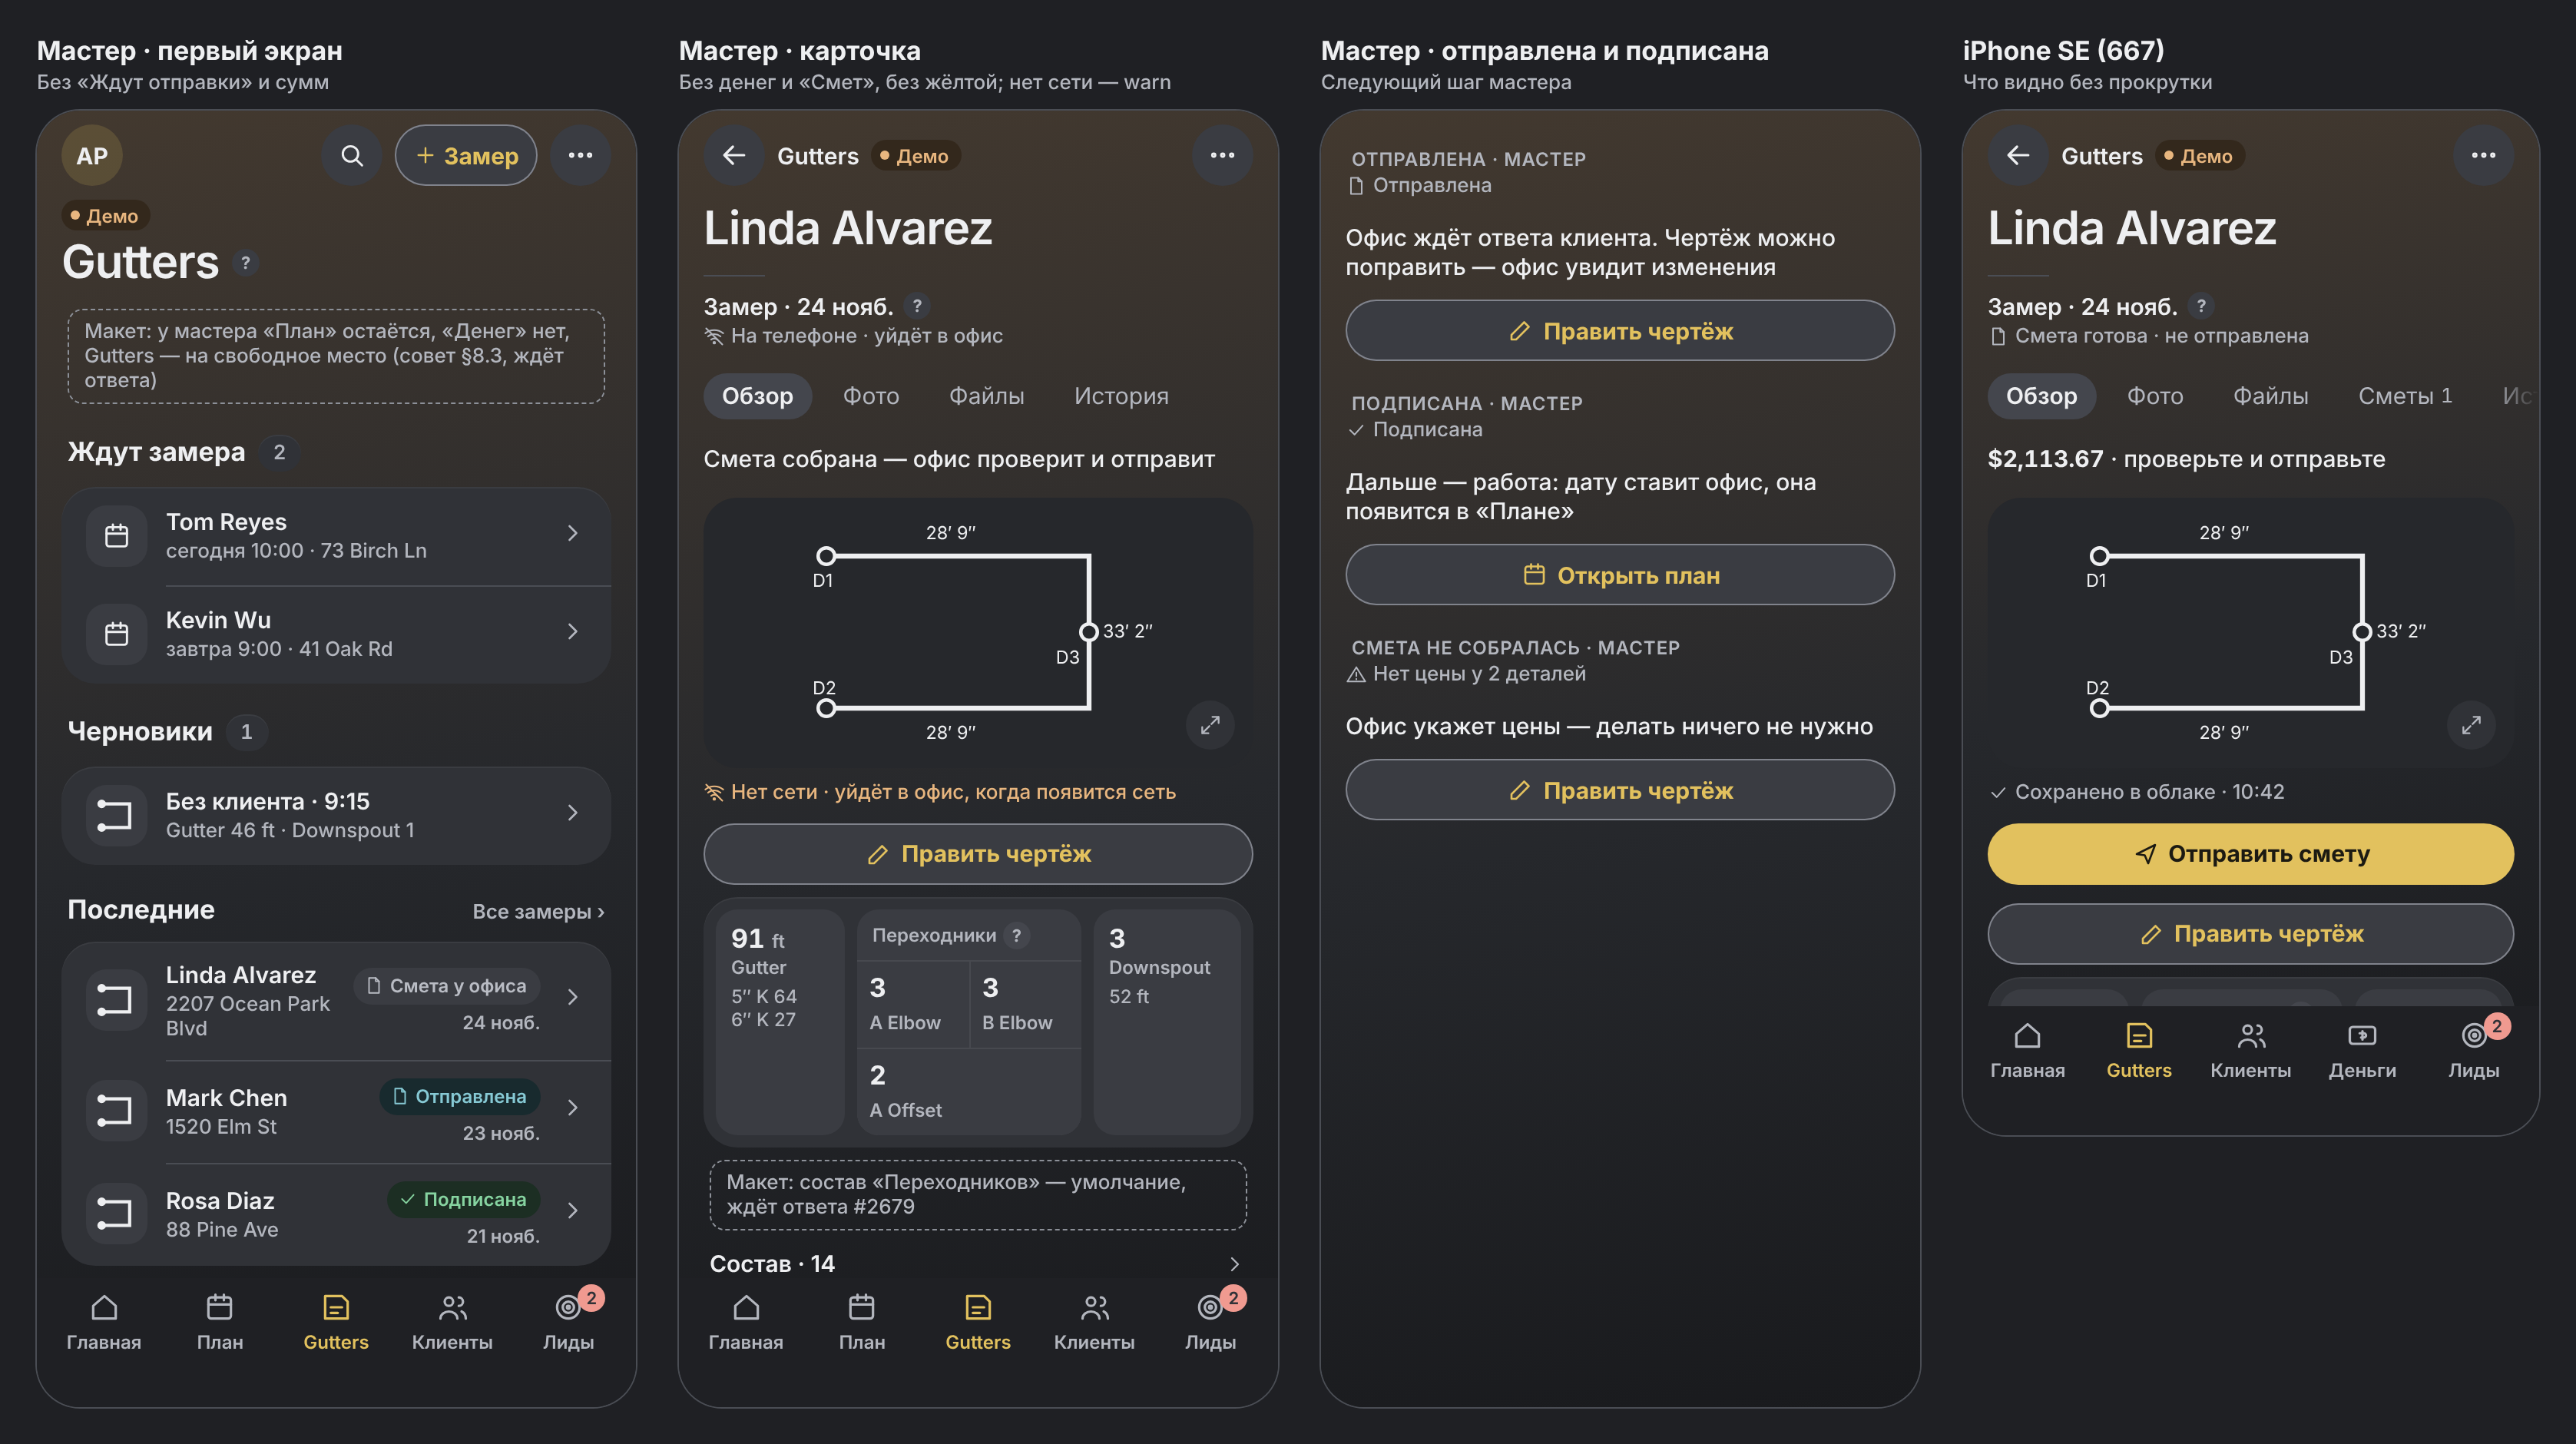 Мастер · первый экран
Без «Ждут отправки» и сумм
AP
+ Замер
Демо
Gutters ?
Макет: у мастера «План» остаётся, «Денег» нет,
Gutters — на свободное место (совет §8.3, ждёт
ответа)
Ждут замера 2
Tom Reyes
сегодня 10:00 · 73 Birch Ln
Kevin Wu
завтра 9:00 · 41 Oak Rd
Черновики 1
Без клиента · 9:15
Gutter 46 ft · Downspout 1
Последние Все замеры ›
Linda Alvarez Смета у офиса
2207 Ocean Park
Blvd
24 нояб.
Mark Chen Отправлена
1520 Elm St 23 нояб.
Rosa Diaz Подписана
88 Pine Ave 21 нояб.
2
Главная План Gutters Клиенты Лиды
Мастер · карточка
Без денег и «Смет», без жёлтой; нет сети — warn
Gutters Демо
Linda Alvarez
Замер · 24 нояб. ?
На телефоне · уйдёт в офис
Обзор Фото Файлы История
Смета собрана — офис проверит и отправит
28′ 9″
D1
33′ 2″
D3
D2
28′ 9″
Нет сети · уйдёт в офис, когда появится сеть
Править чертёж
91 ft
Gutter
5″ K 64
6″ K 27
Переходники ?
3
A Elbow
3
B Elbow
2
A Offset
3
Downspout
52 ft
Макет: состав «Переходников» — умолчание,
ждёт ответа #2679
Состав · 14
2
Главная План Gutters Клиенты Лиды
Мастер · отправлена и подписана
Следующий шаг мастера
ОТПРАВЛЕНА · МАСТЕР
Отправлена
Офис ждёт ответа клиента. Чертёж можно
поправить — офис увидит изменения
Править чертёж
ПОДПИСАНА · МАСТЕР
Подписана
Дальше — работа: дату ставит офис, она
появится в «Плане»
Открыть план
СМЕТА НЕ СОБРАЛАСЬ · МАСТЕР
Нет цены у 2 деталей
Офис укажет цены — делать ничего не нужно
Править чертёж
iPhone SE (667)
Что видно без прокрутки
Gutters Демо
Linda Alvarez
Замер · 24 нояб. ?
Смета готова · не отправлена
Обзор Фото Файлы Сметы 1 Ис
$2,113.67 · проверьте и отправьте
28′ 9″
D1
33′ 2″
D3
D2
28′ 9″
Сохранено в облаке · 10:42
Отправить смету
Править чертёж
2
Главная Gutters Клиенты Деньги Лиды